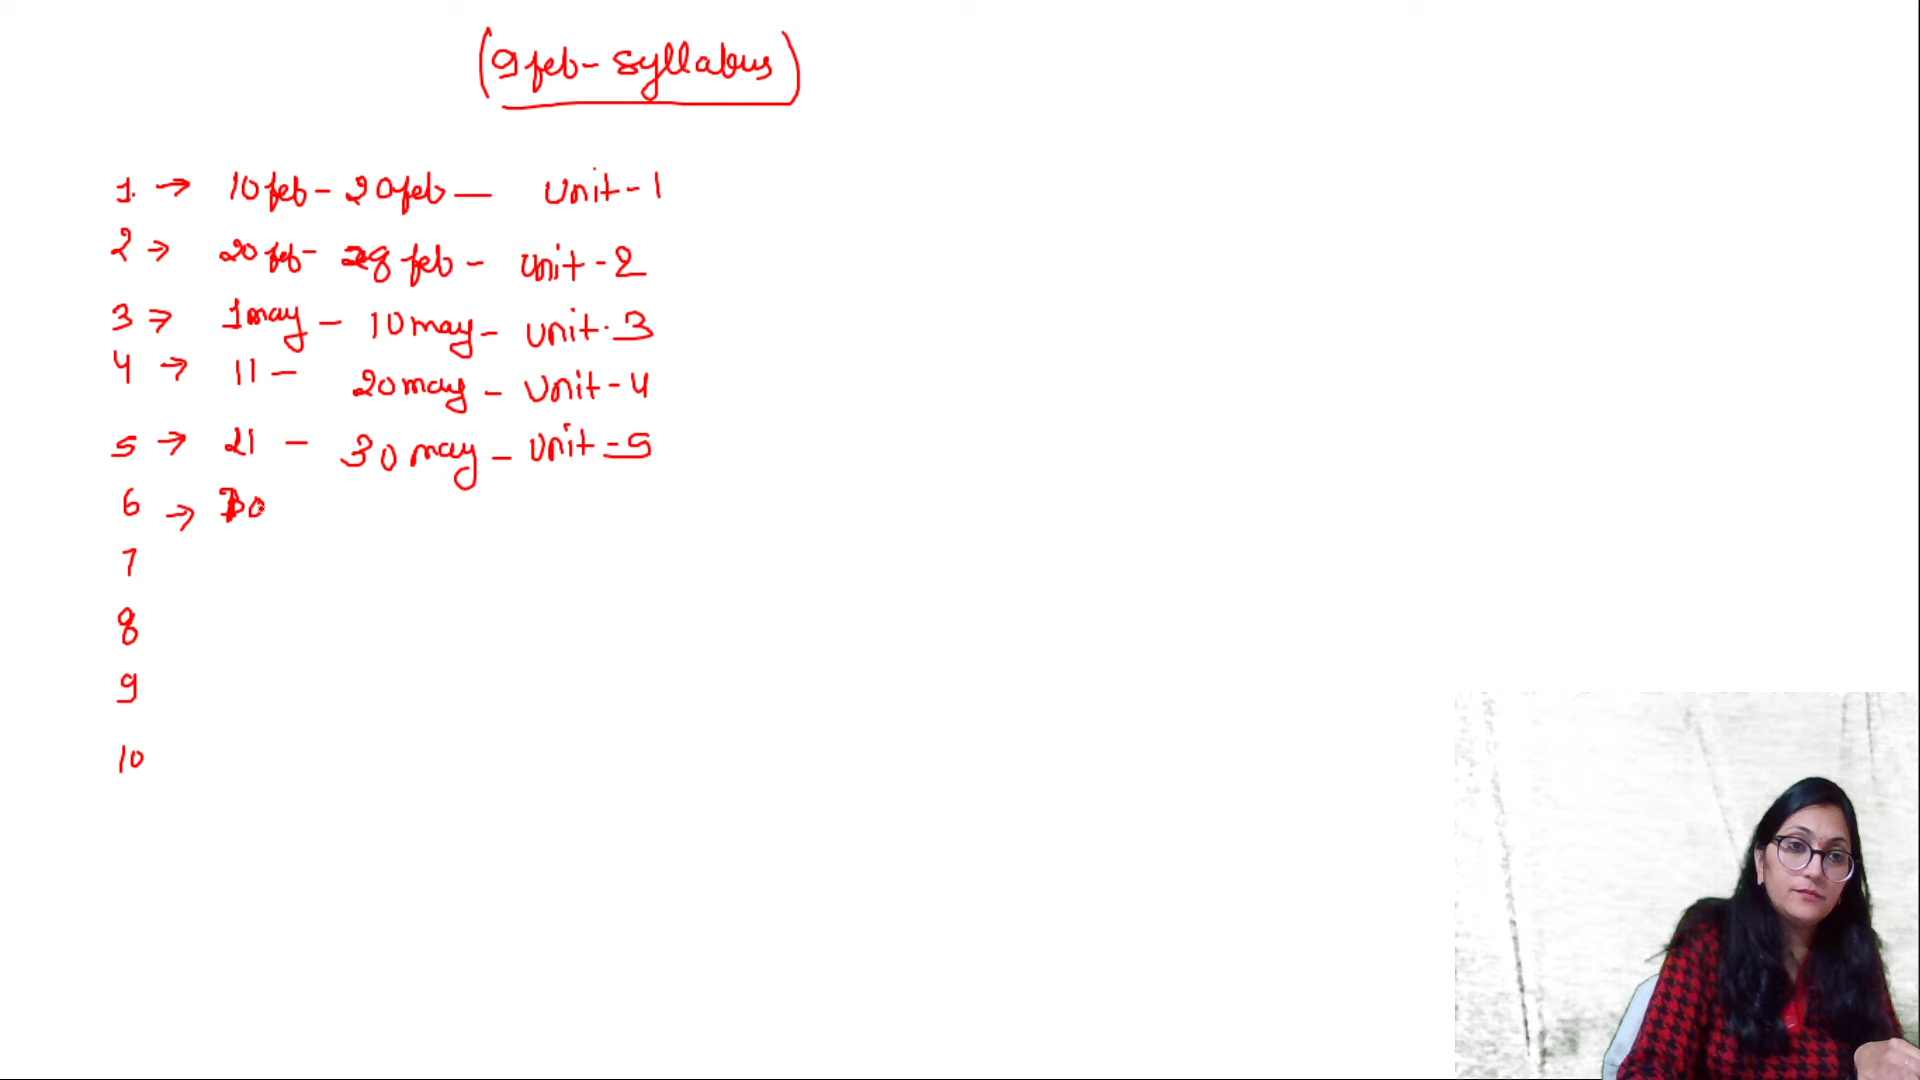 (9 feb - syllabus)
1. → 10 feb - 20 feb — unit - 1
2 → 20 feb - 28 feb - unit - 2
3 → 1 may - 10 may - unit - 3
4 → 11 - 20 may - unit - 4
5 → 21 - 30 may - unit - 5
6 →
7
8
9
10